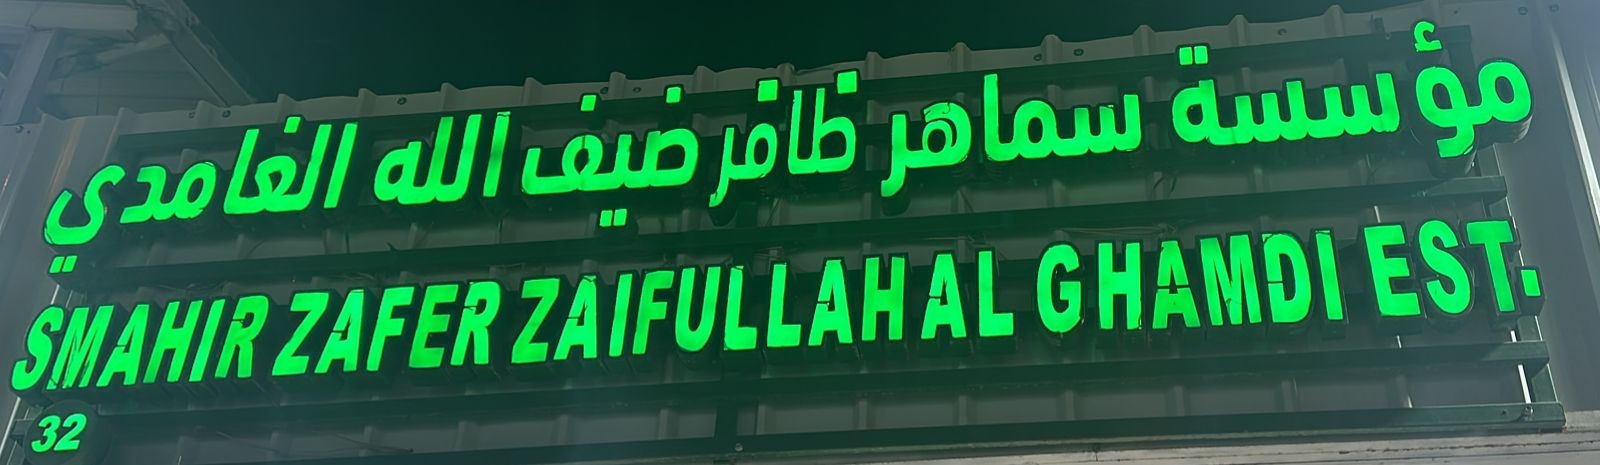 مؤسسة سماهر ظافر ضيف الله الغامدي
SMAHIR ZAFER ZAIFULLAH AL GHAMDI EST.
32